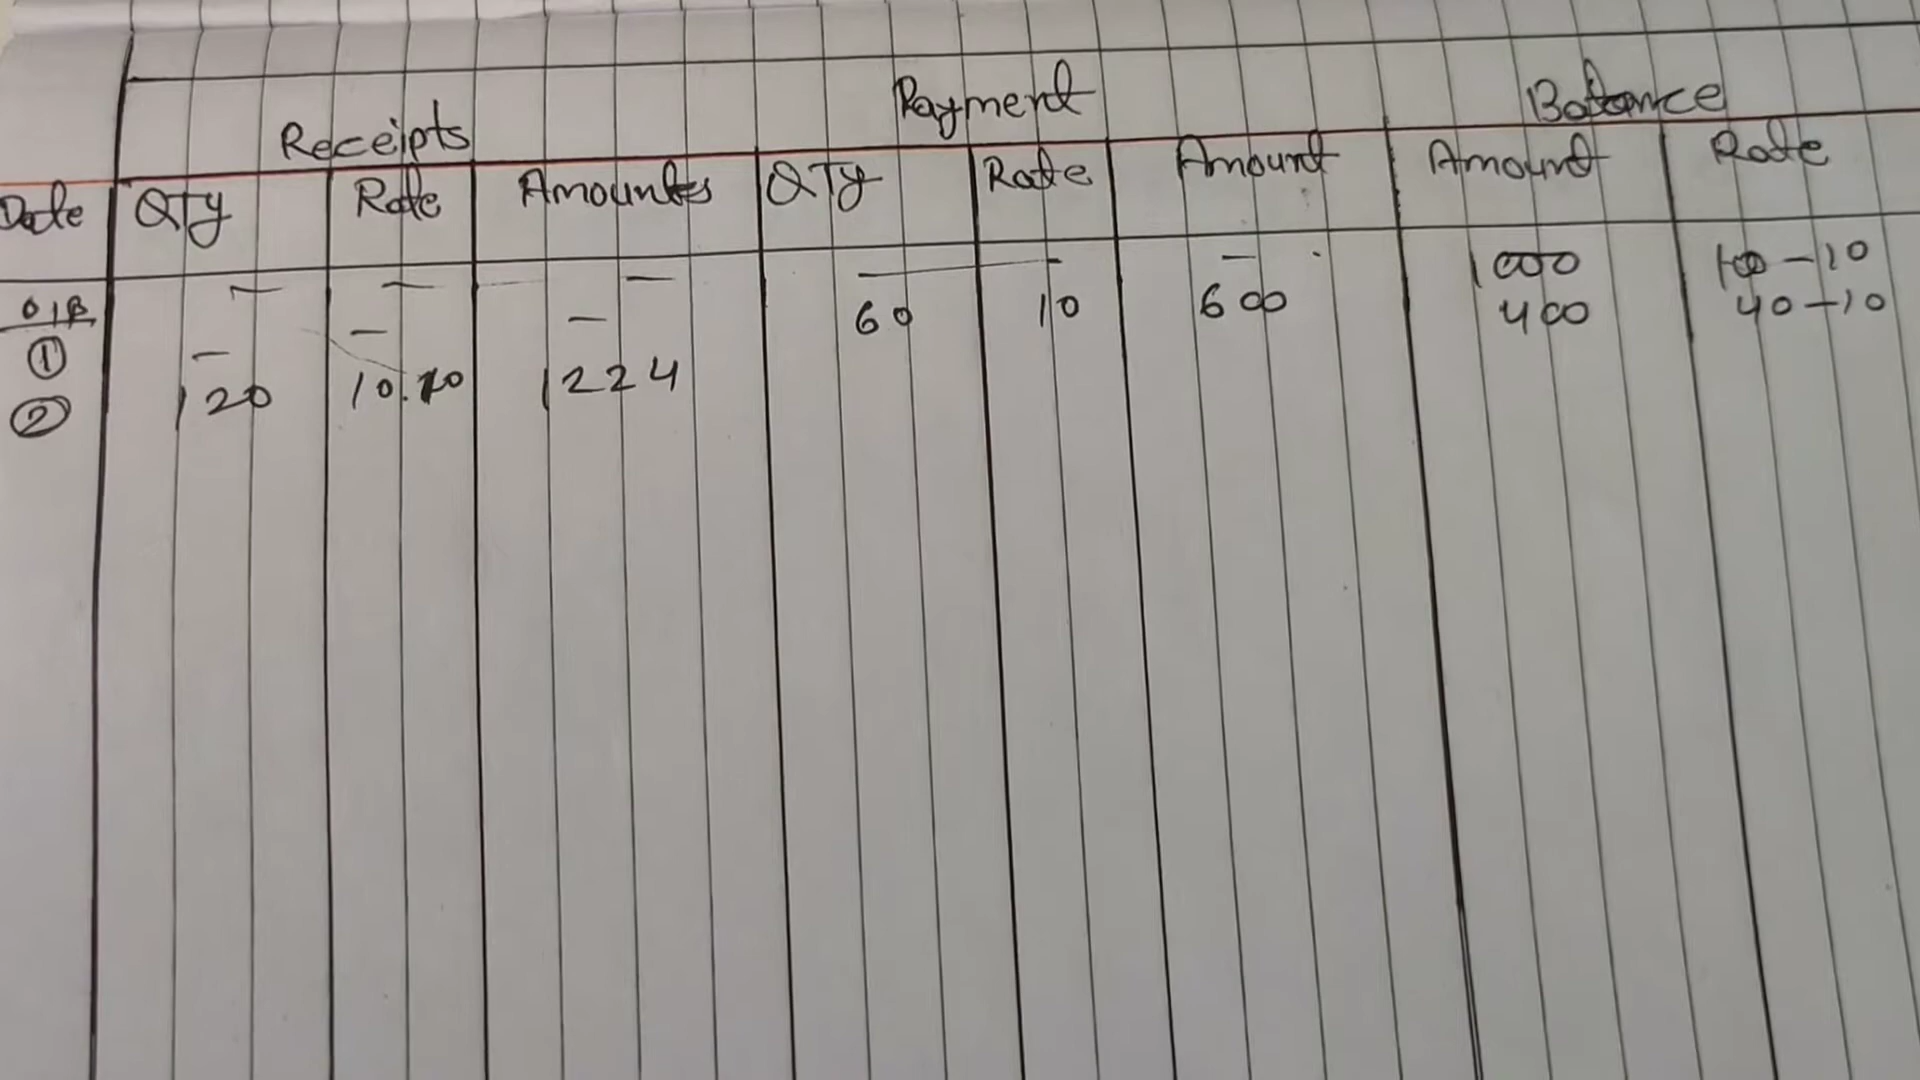 Receipts Payment Balance
Date QTY Rate Amounts QTY Rate Amount Amount Rate
O/B — — — — — — 1000 100-10
① — — — 60 10 600 400 40-10
② 120 10.20 1224